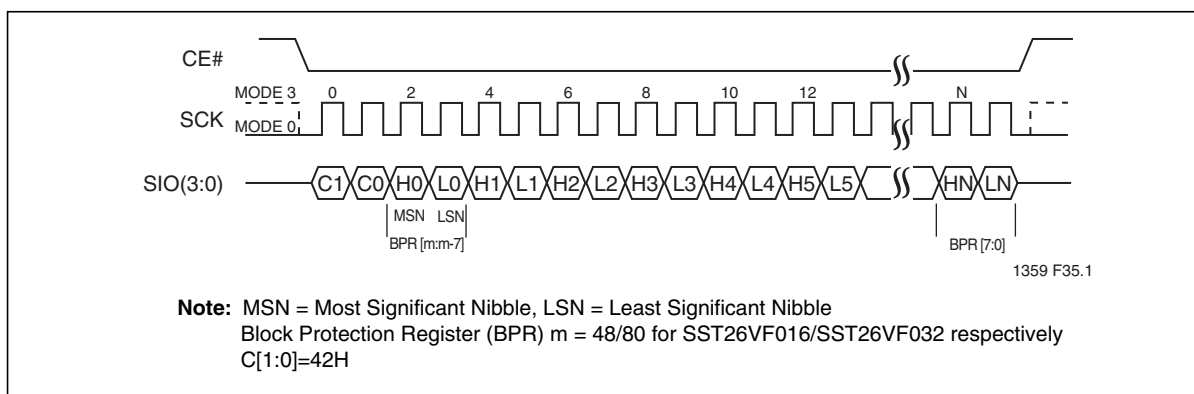 CE#
MODE 3 0 2 4 6 8 10 12 N
SCK
MODE 0
SIO(3:0) C1 C0 H0 L0 H1 L1 H2 L2 H3 L3 H4 L4 H5 L5 HN LN
MSN LSN
BPR [m:m-7] BPR [7:0]
1359 F35.1
Note: MSN = Most Significant Nibble, LSN = Least Significant Nibble
Block Protection Register (BPR) m = 48/80 for SST26VF016/SST26VF032 respectively
C[1:0]=42H